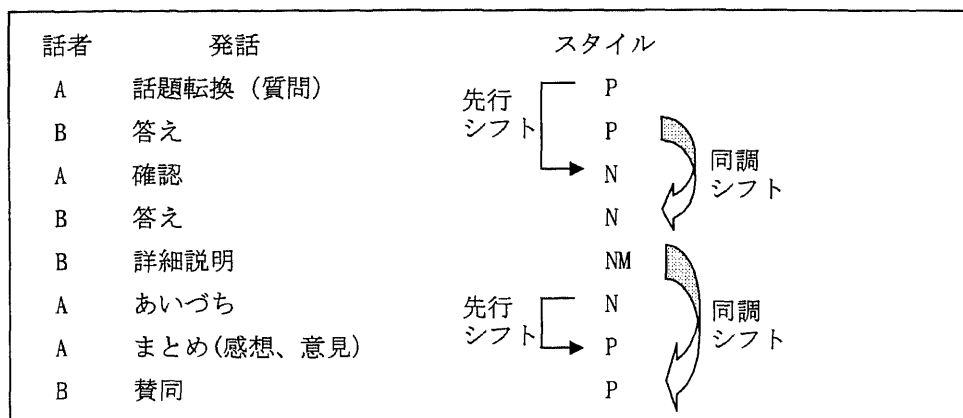 話者 発話 スタイル
A 話題転換 (質問) P
先行
シフト
B 答え P
A 確認 N
同調
シフト
B 答え N
B 詳細説明 NM
A あいづち N
先行
シフト
同調
シフト
A まとめ(感想、意見) P
B 賛同 P